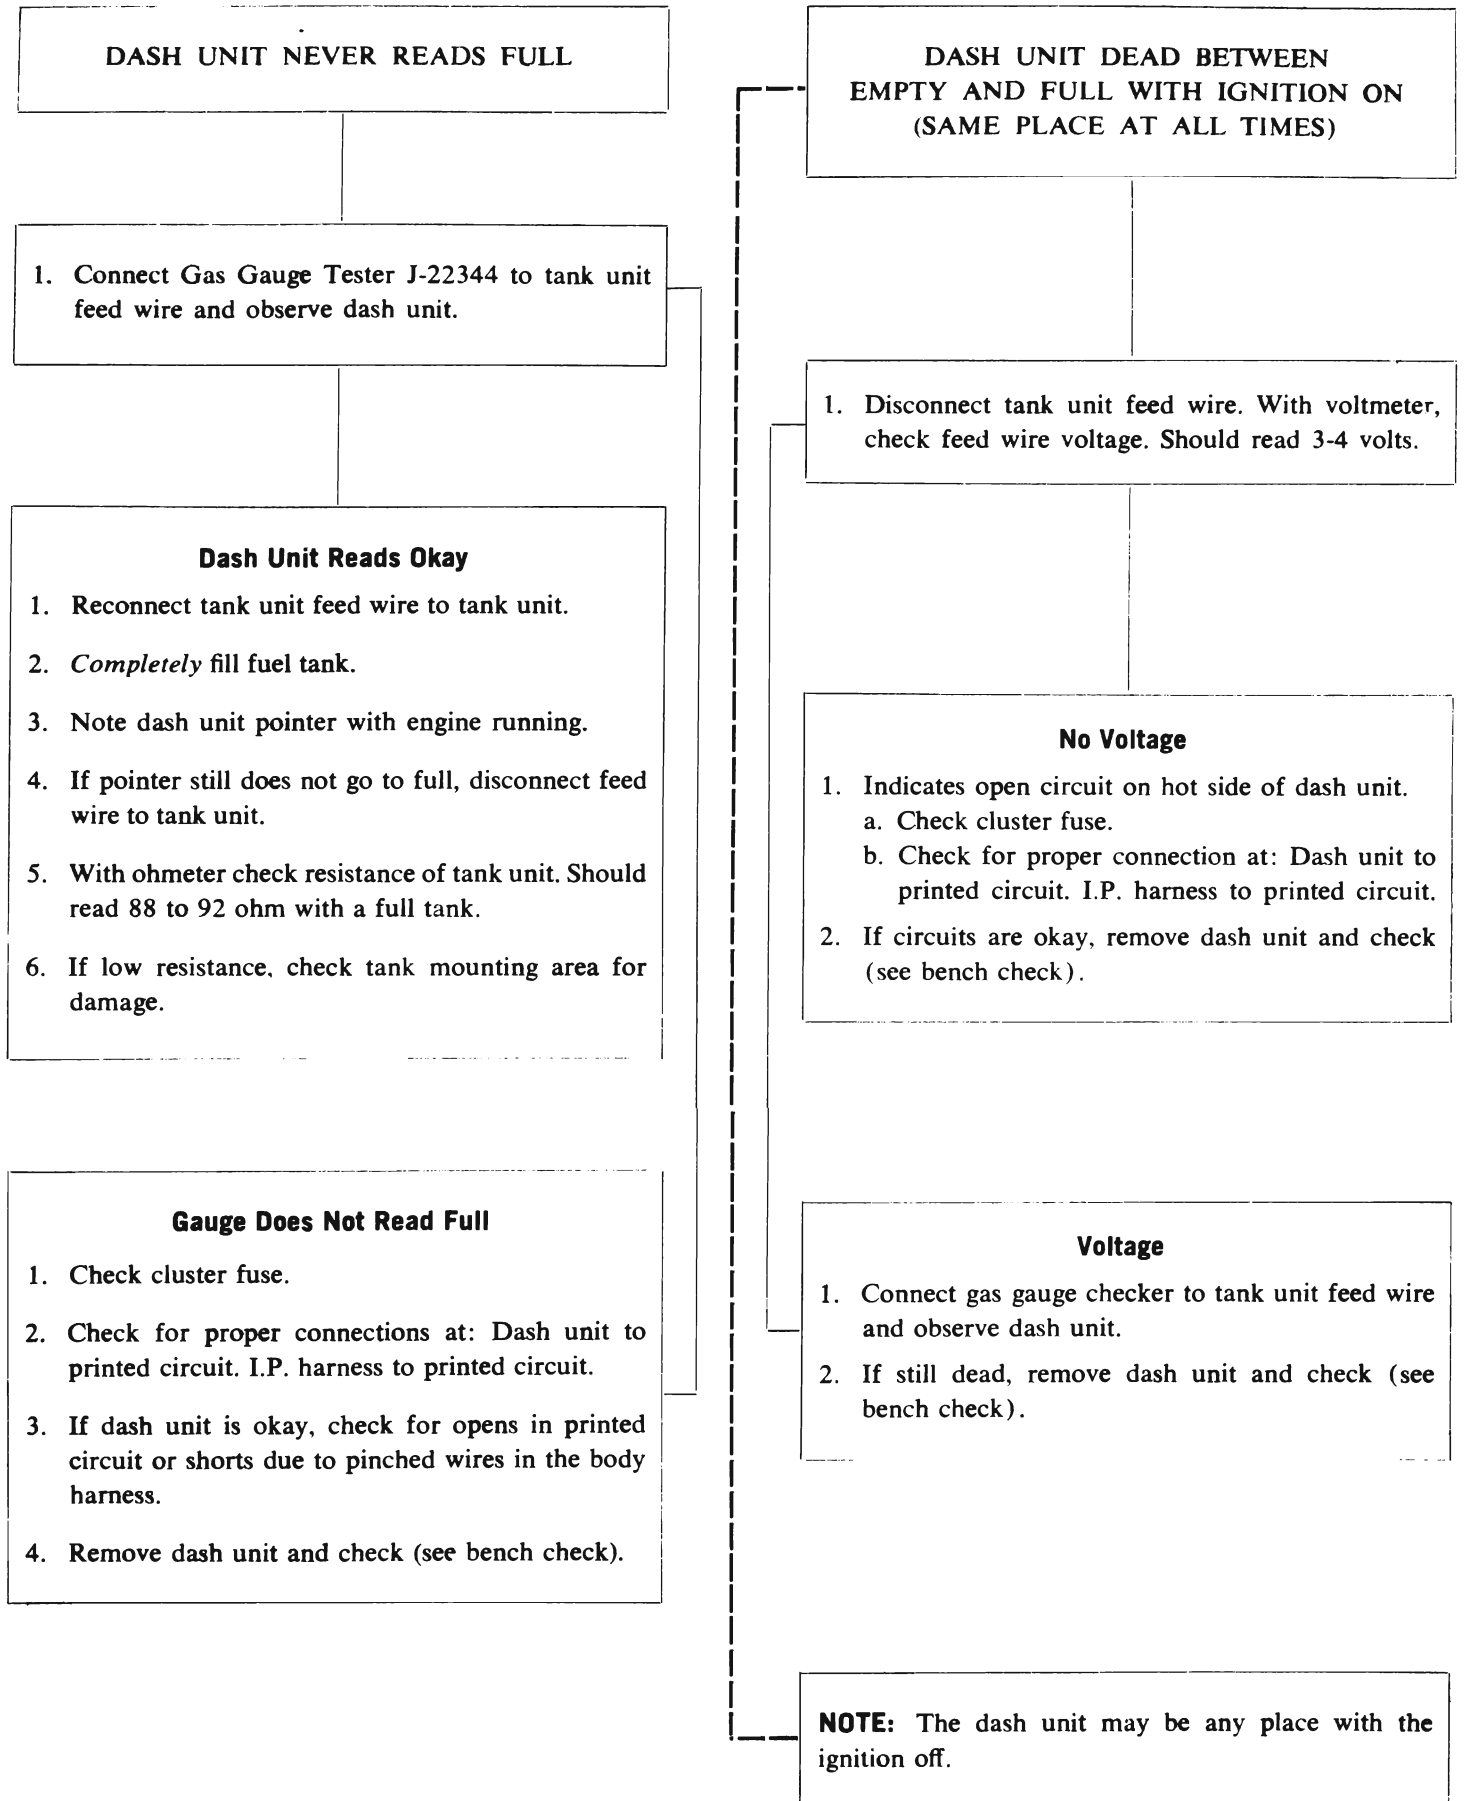 DASH UNIT NEVER READS FULL
1. Connect Gas Gauge Tester J-22344 to tank unit
feed wire and observe dash unit.
Dash Unit Reads Okay
1. Reconnect tank unit feed wire to tank unit.
2. Completely fill fuel tank.
3. Note dash unit pointer with engine running.
4. If pointer still does not go to full, disconnect feed
wire to tank unit.
5. With ohmeter check resistance of tank unit. Should
read 88 to 92 ohm with a full tank.
6. If low resistance, check tank mounting area for
damage.
Gauge Does Not Read Full
1. Check cluster fuse.
2. Check for proper connections at: Dash unit to
printed circuit. I.P. harness to printed circuit.
3. If dash unit is okay, check for opens in printed
circuit or shorts due to pinched wires in the body
harness.
4. Remove dash unit and check (see bench check).
DASH UNIT DEAD BETWEEN
EMPTY AND FULL WITH IGNITION ON
(SAME PLACE AT ALL TIMES)
1. Disconnect tank unit feed wire. With voltmeter,
check feed wire voltage. Should read 3-4 volts.
No Voltage
1. Indicates open circuit on hot side of dash unit.
a. Check cluster fuse.
b. Check for proper connection at: Dash unit to
printed circuit. I.P. harness to printed circuit.
2. If circuits are okay, remove dash unit and check
(see bench check).
Voltage
1. Connect gas gauge checker to tank unit feed wire
and observe dash unit.
2. If still dead, remove dash unit and check (see
bench check).
NOTE: The dash unit may be any place with the
ignition off.